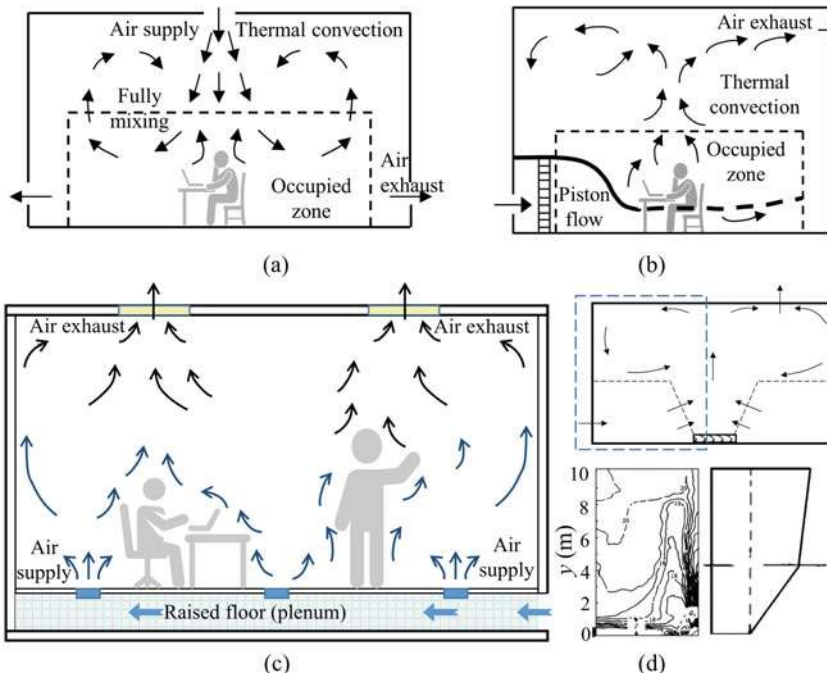 Air supply
Thermal convection
Fully
mixing
Air
exhaust
Occupied
zone
(a)
Air exhaust
Thermal
convection
Occupied
zone
Piston
flow
(b)
Air exhaust
Air exhaust
Air
supply
Air
supply
Raised floor (plenum)
(c)
10
8
6
4
2
0
y (m)
(d)